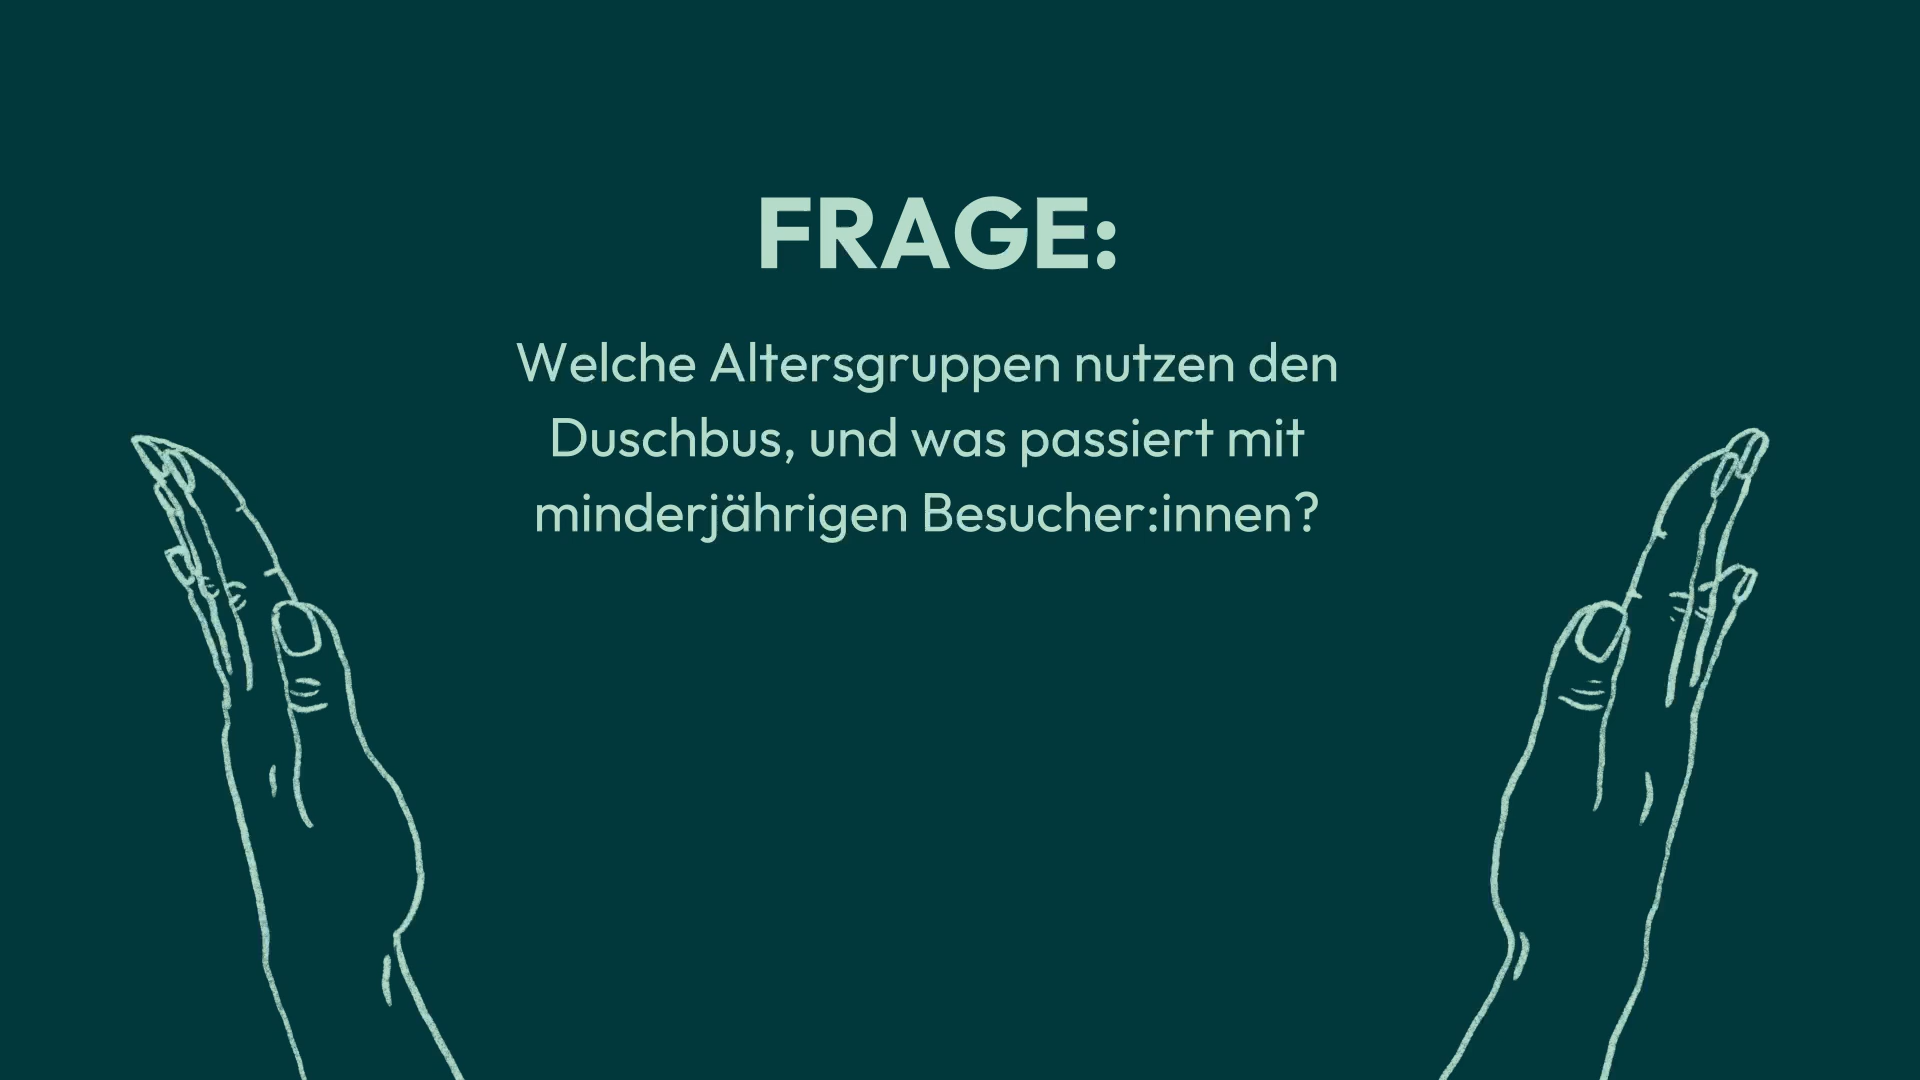 FRAGE:
Welche Altersgruppen nutzen den
Duschbus, und was passiert mit
minderjährigen Besucher:innen?